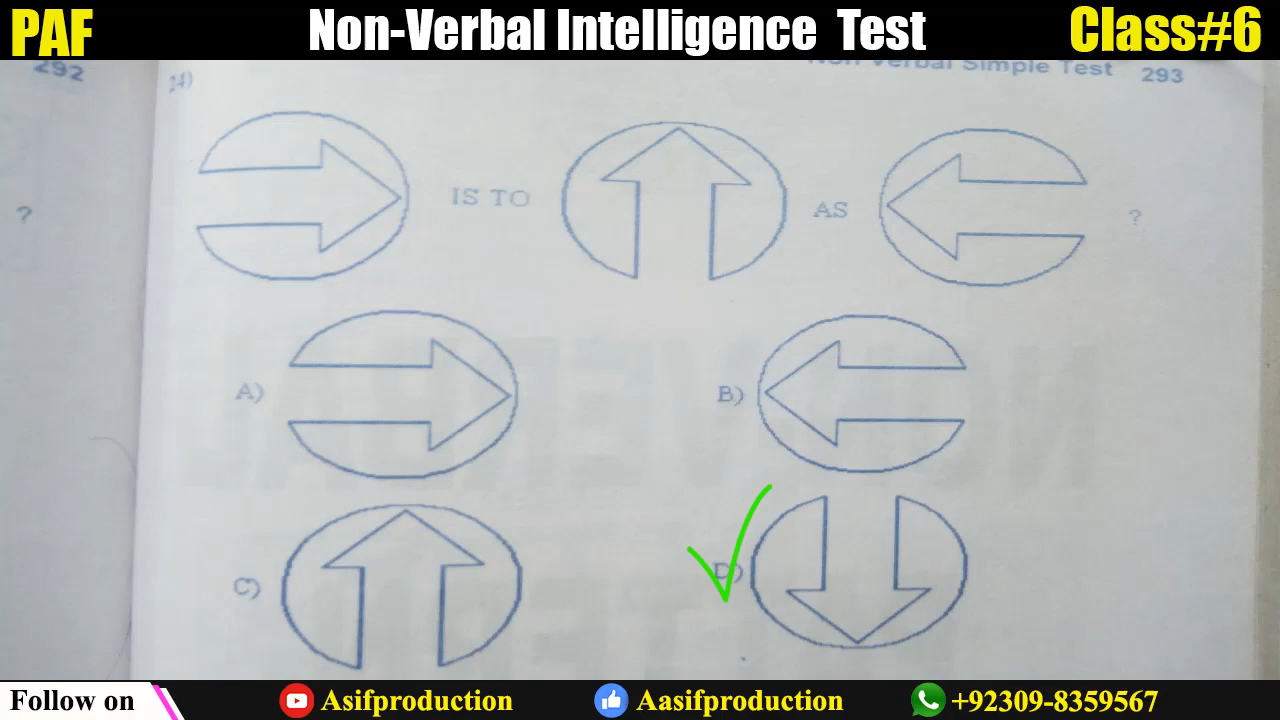 PAF Non-Verbal Intelligence Test Class#6
292
Non Verbal Simple Test 293
24)
IS TO AS ?
?
A) B)
C) D)
Follow on Asifproduction Aasifproduction +92309-8359567